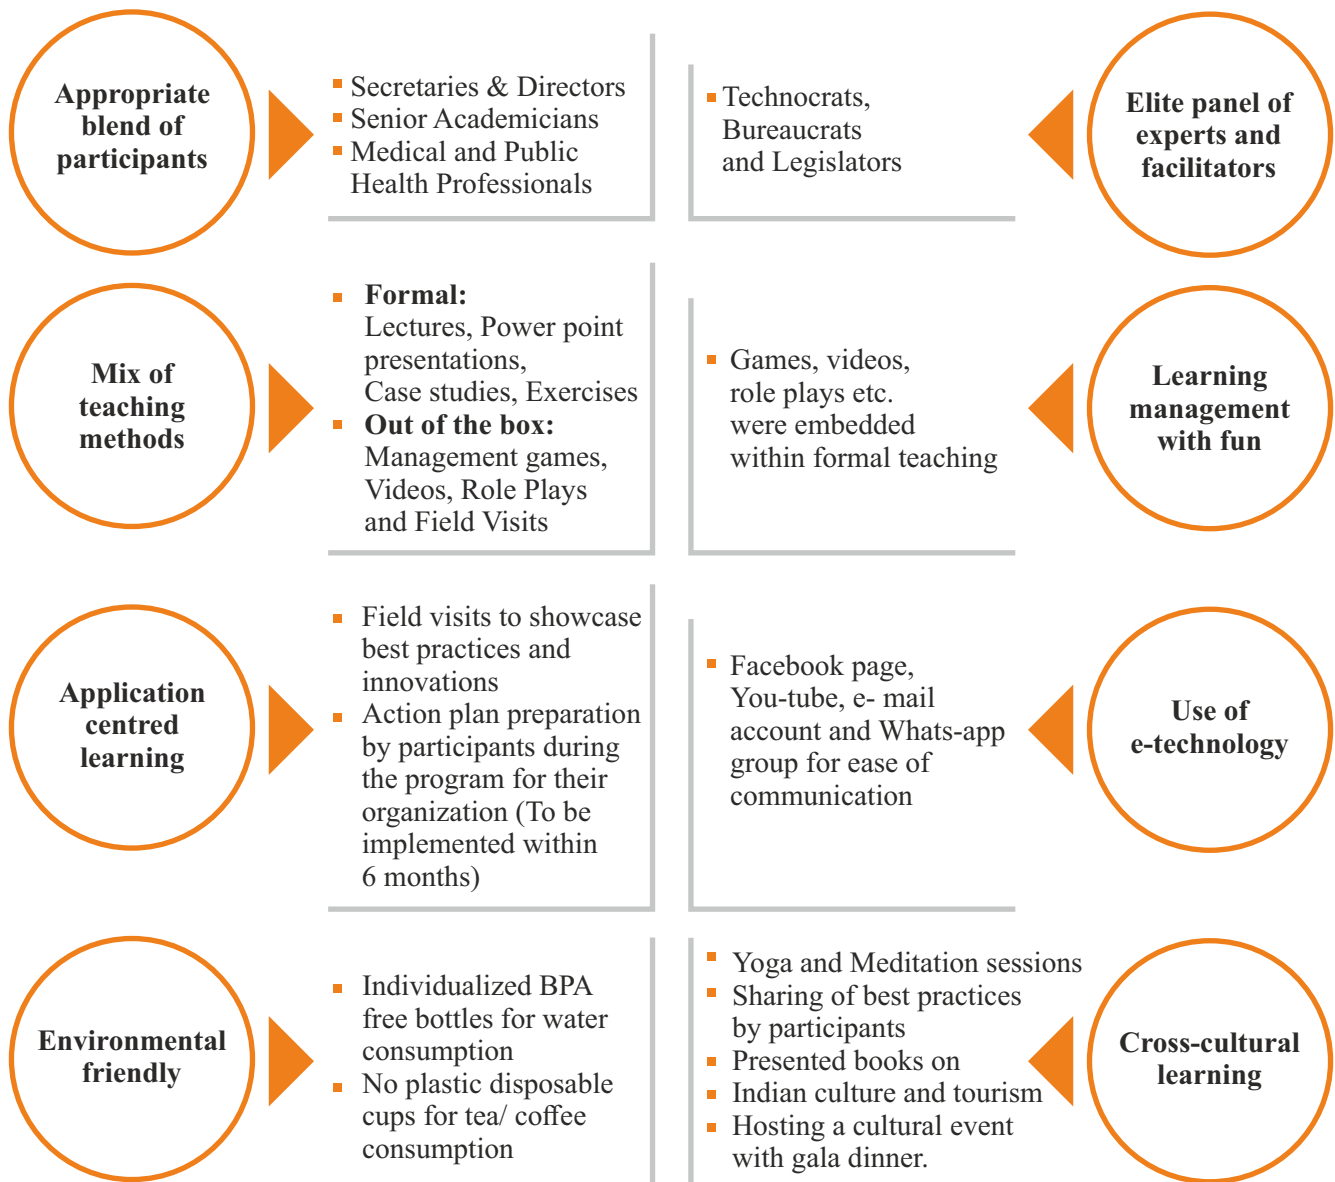 Appropriate
blend of
participants
▪ Secretaries & Directors
▪ Senior Academicians
▪ Medical and Public
Health Professionals
▪ Technocrats,
Bureaucrats
and Legislators
Elite panel of
experts and
facilitators
Mix of
teaching
methods
▪ Formal:
Lectures, Power point
presentations,
Case studies, Exercises
▪ Out of the box:
Management games,
Videos, Role Plays
and Field Visits
▪ Games, videos,
role plays etc.
were embedded
within formal teaching
Learning
management
with fun
Application
centred
learning
▪ Field visits to showcase
best practices and
innovations
▪ Action plan preparation
by participants during
the program for their
organization (To be
implemented within
6 months)
▪ Facebook page,
You-tube, e- mail
account and Whats-app
group for ease of
communication
Use of
e-technology
Environmental
friendly
▪ Individualized BPA
free bottles for water
consumption
▪ No plastic disposable
cups for tea/ coffee
consumption
▪ Yoga and Meditation sessions
▪ Sharing of best practices
by participants
▪ Presented books on
▪ Indian culture and tourism
▪ Hosting a cultural event
with gala dinner.
Cross-cultural
learning